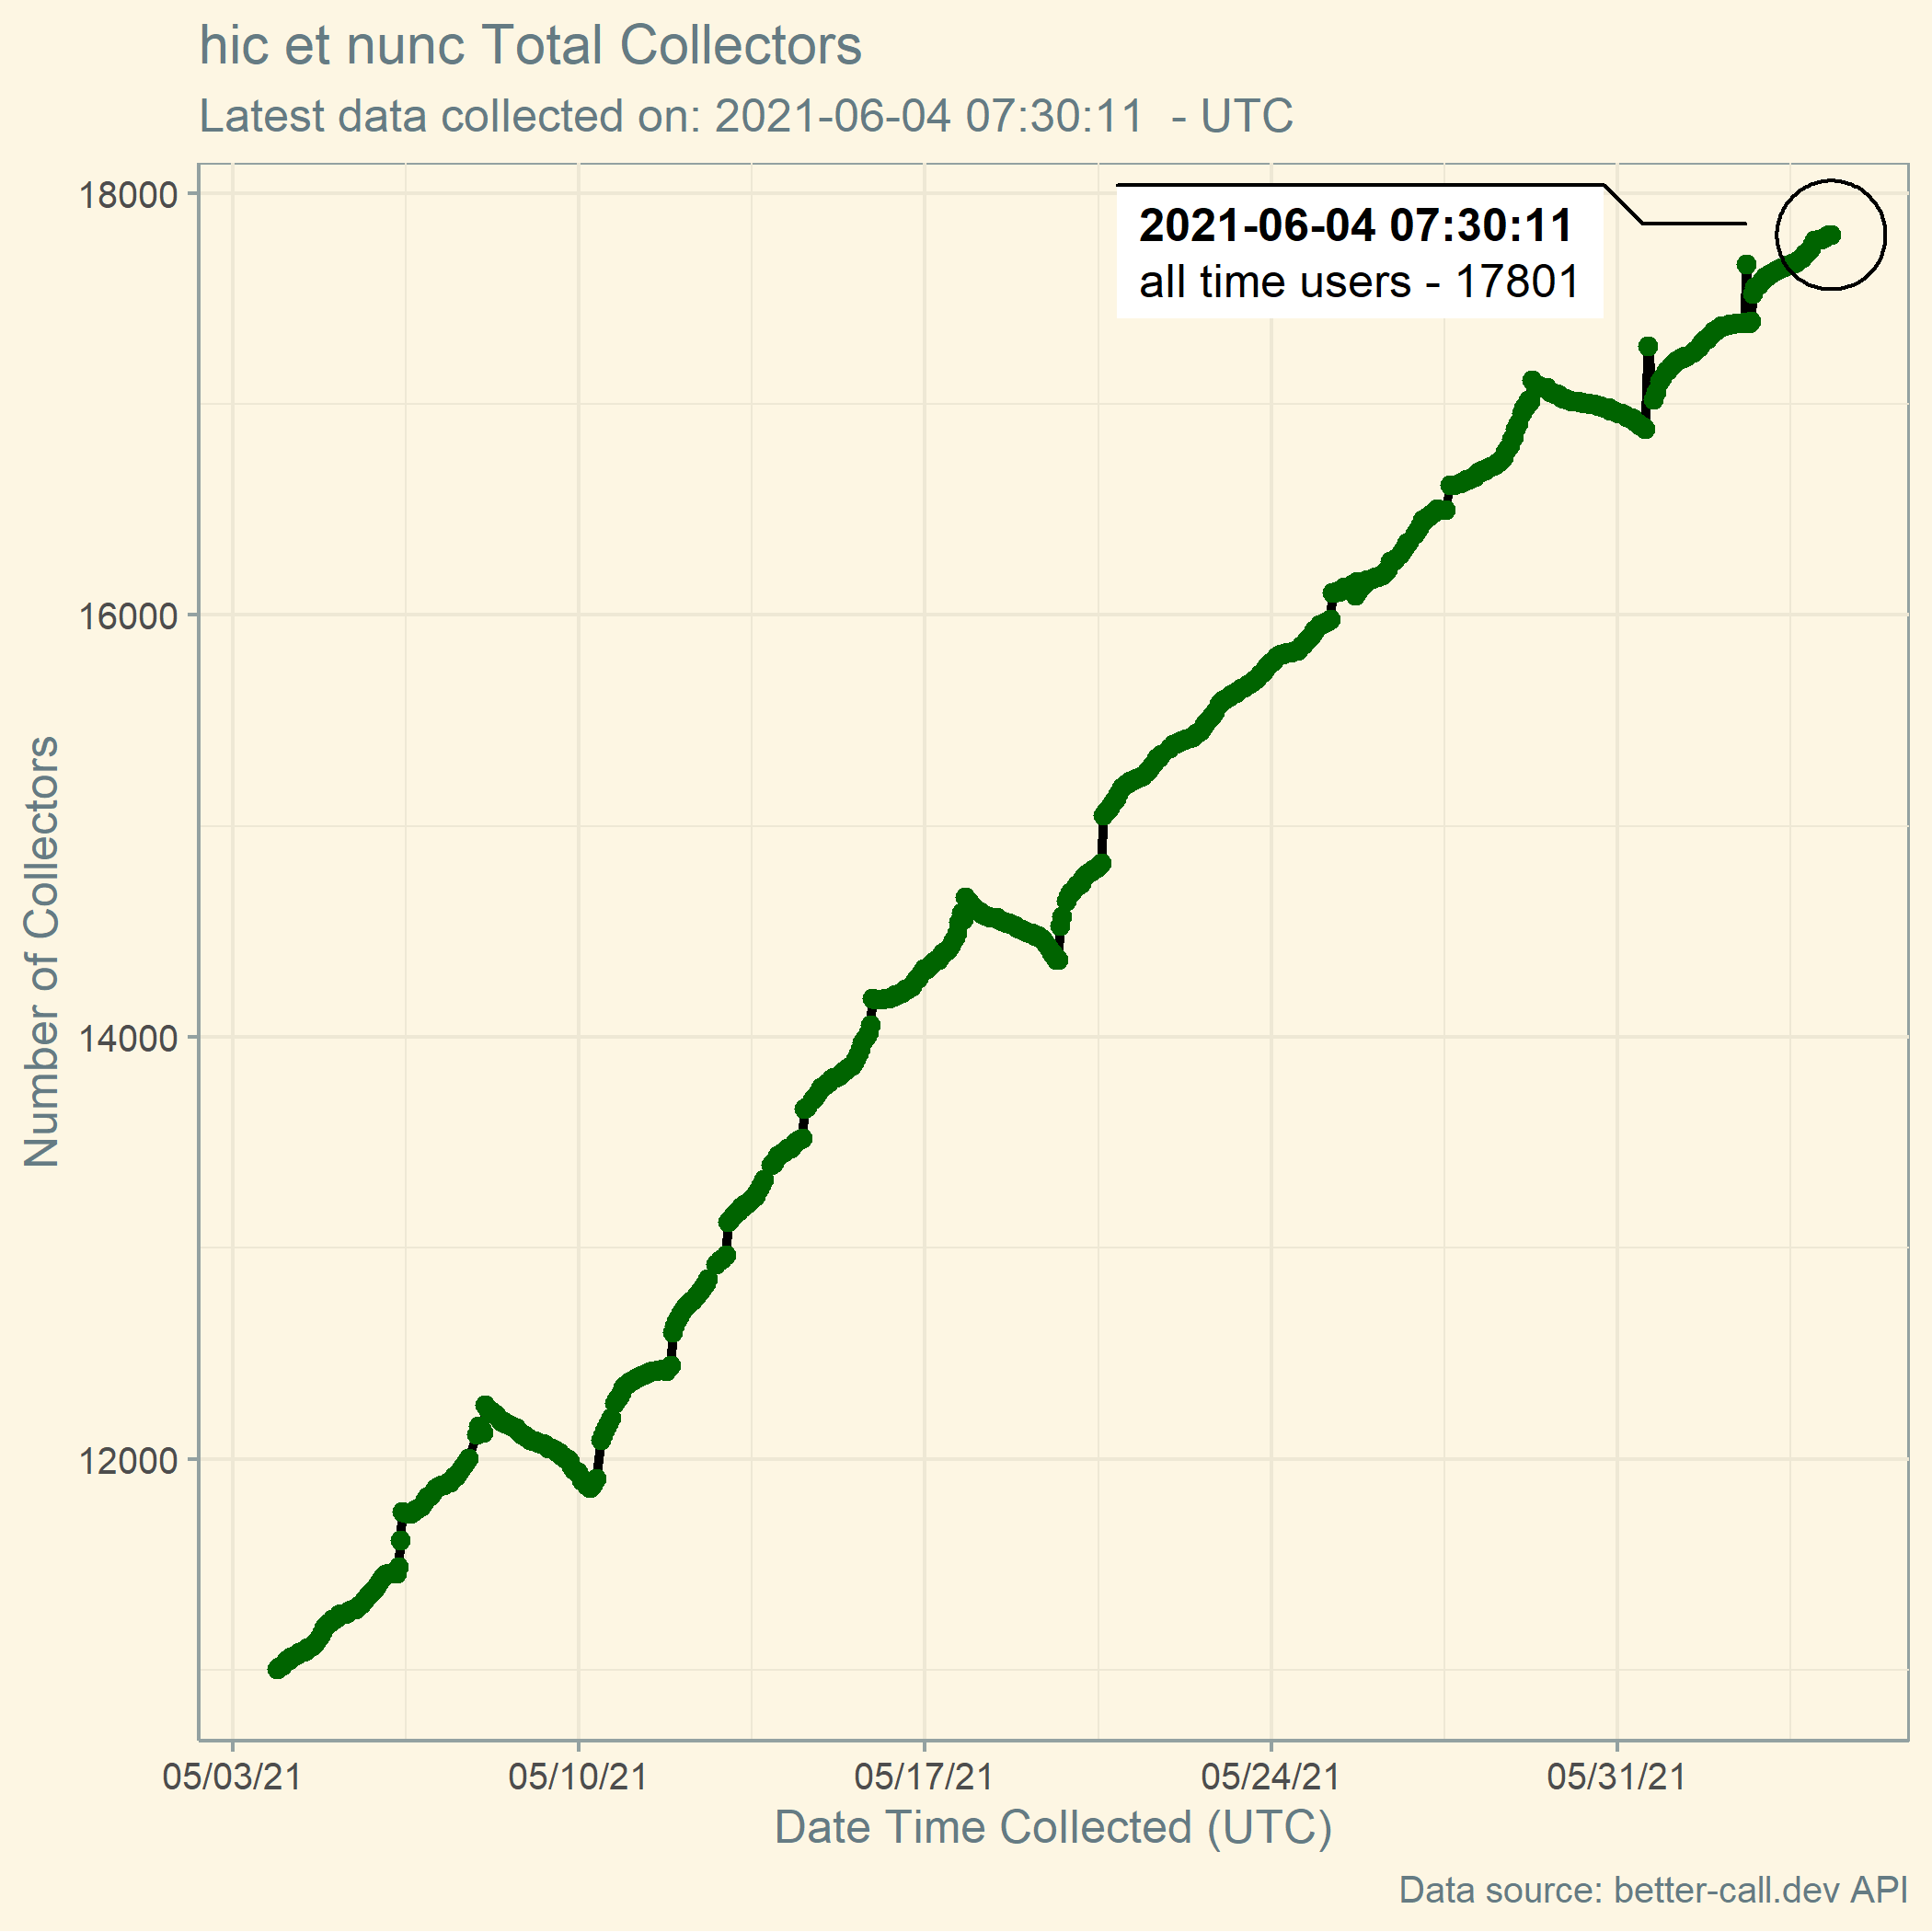 hic et nunc Total Collectors
Latest data collected on: 2021-06-04 07:30:11  - UTC
18000
2021-06-04 07:30:11
all time users - 17801
16000
Number of Collectors
14000
12000
05/03/21 05/10/21 05/17/21 05/24/21 05/31/21
Date Time Collected (UTC)
Data source: better-call.dev API